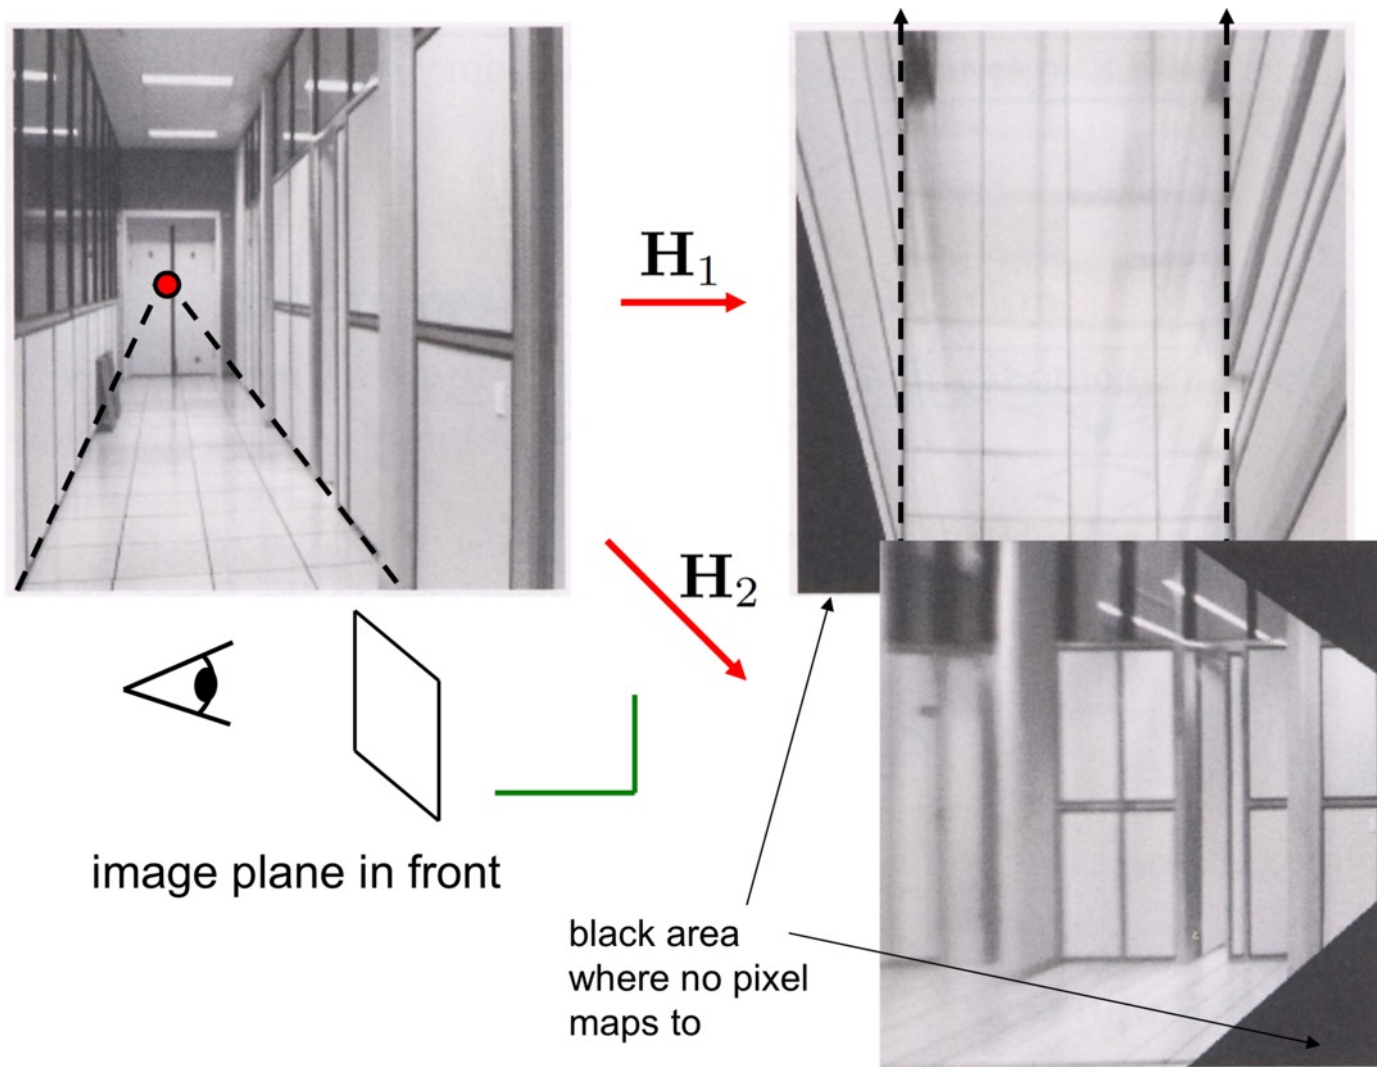 H1
H2
image plane in front
black area
where no pixel
maps to